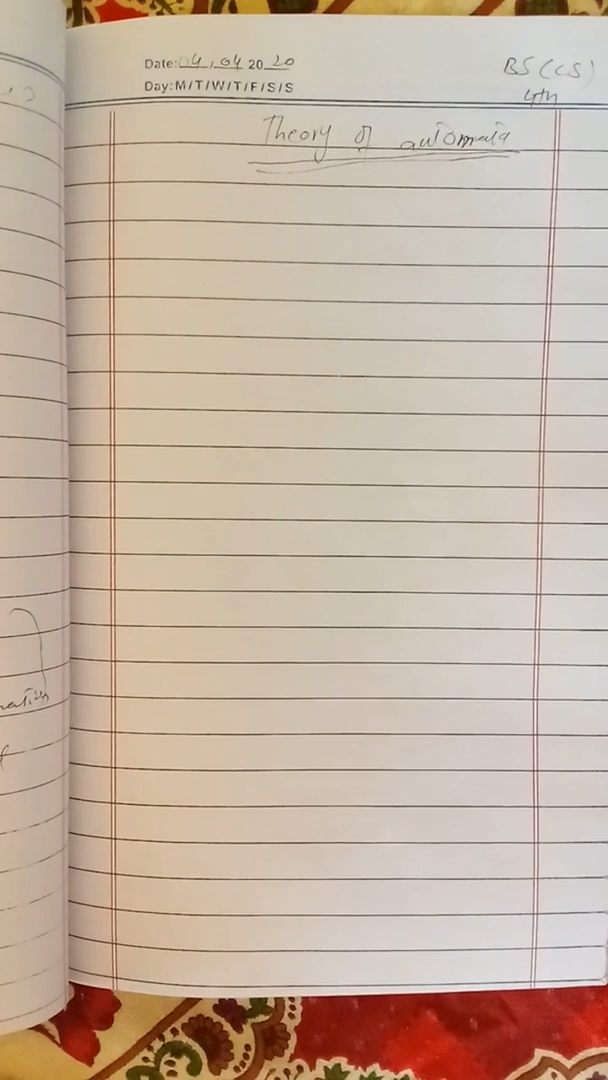 Date: 04, 04 20 20
BS (CS)
Day: M/T/W/T/F/S/S
4th
Theory of automata